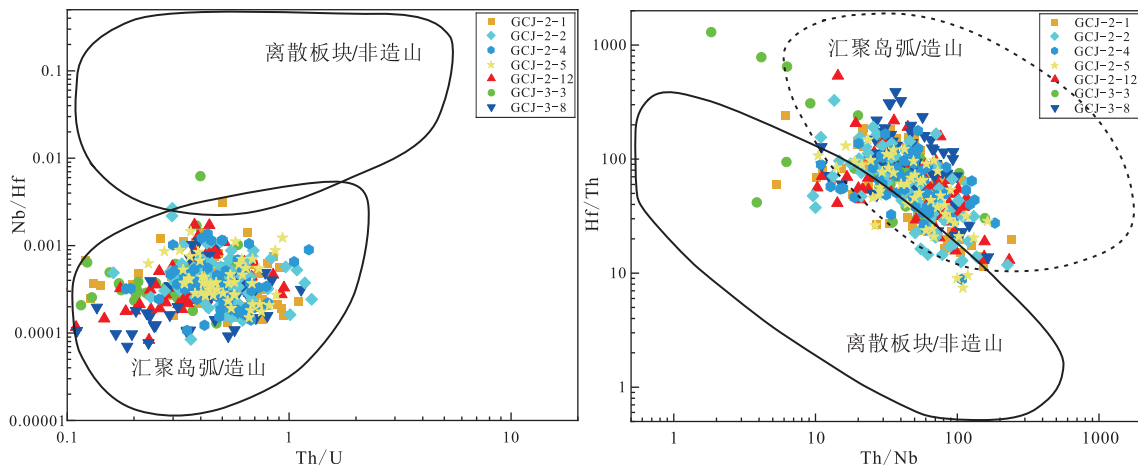 离散板块/非造山
GCJ-2-1
GCJ-2-2
GCJ-2-4
GCJ-2-5
GCJ-2-12
GCJ-3-3
GCJ-3-8
0.1
0.01
0.001
0.0001
0.00001
Nb/Hf
汇聚岛弧/造山
0.1
1
10
Th/U
汇聚岛弧/造山
GCJ-2-1
GCJ-2-2
GCJ-2-4
GCJ-2-5
GCJ-2-12
GCJ-3-3
GCJ-3-8
1000
100
10
1
Hf/Th
离散板块/非造山
1
10
100
1000
Th/Nb